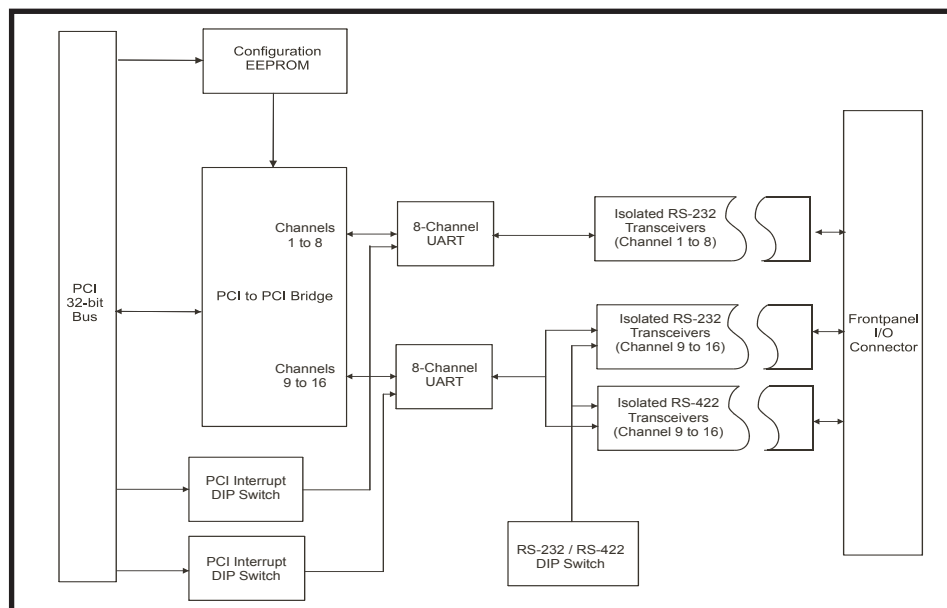 Configuration
EEPROM
Channels
1 to 8
8-Channel
UART
Isolated RS-232
Transceivers
(Channel 1 to 8)
PCI
32-bit
Bus
PCI to PCI Bridge
Isolated RS-232
Transceivers
(Channel 9 to 16)
Frontpanel
I/O
Connector
Channels
9 to 16
8-Channel
UART
Isolated RS-422
Transceivers
(Channel 9 to 16)
PCI Interrupt
DIP Switch
PCI Interrupt
DIP Switch
RS-232 / RS-422
DIP Switch